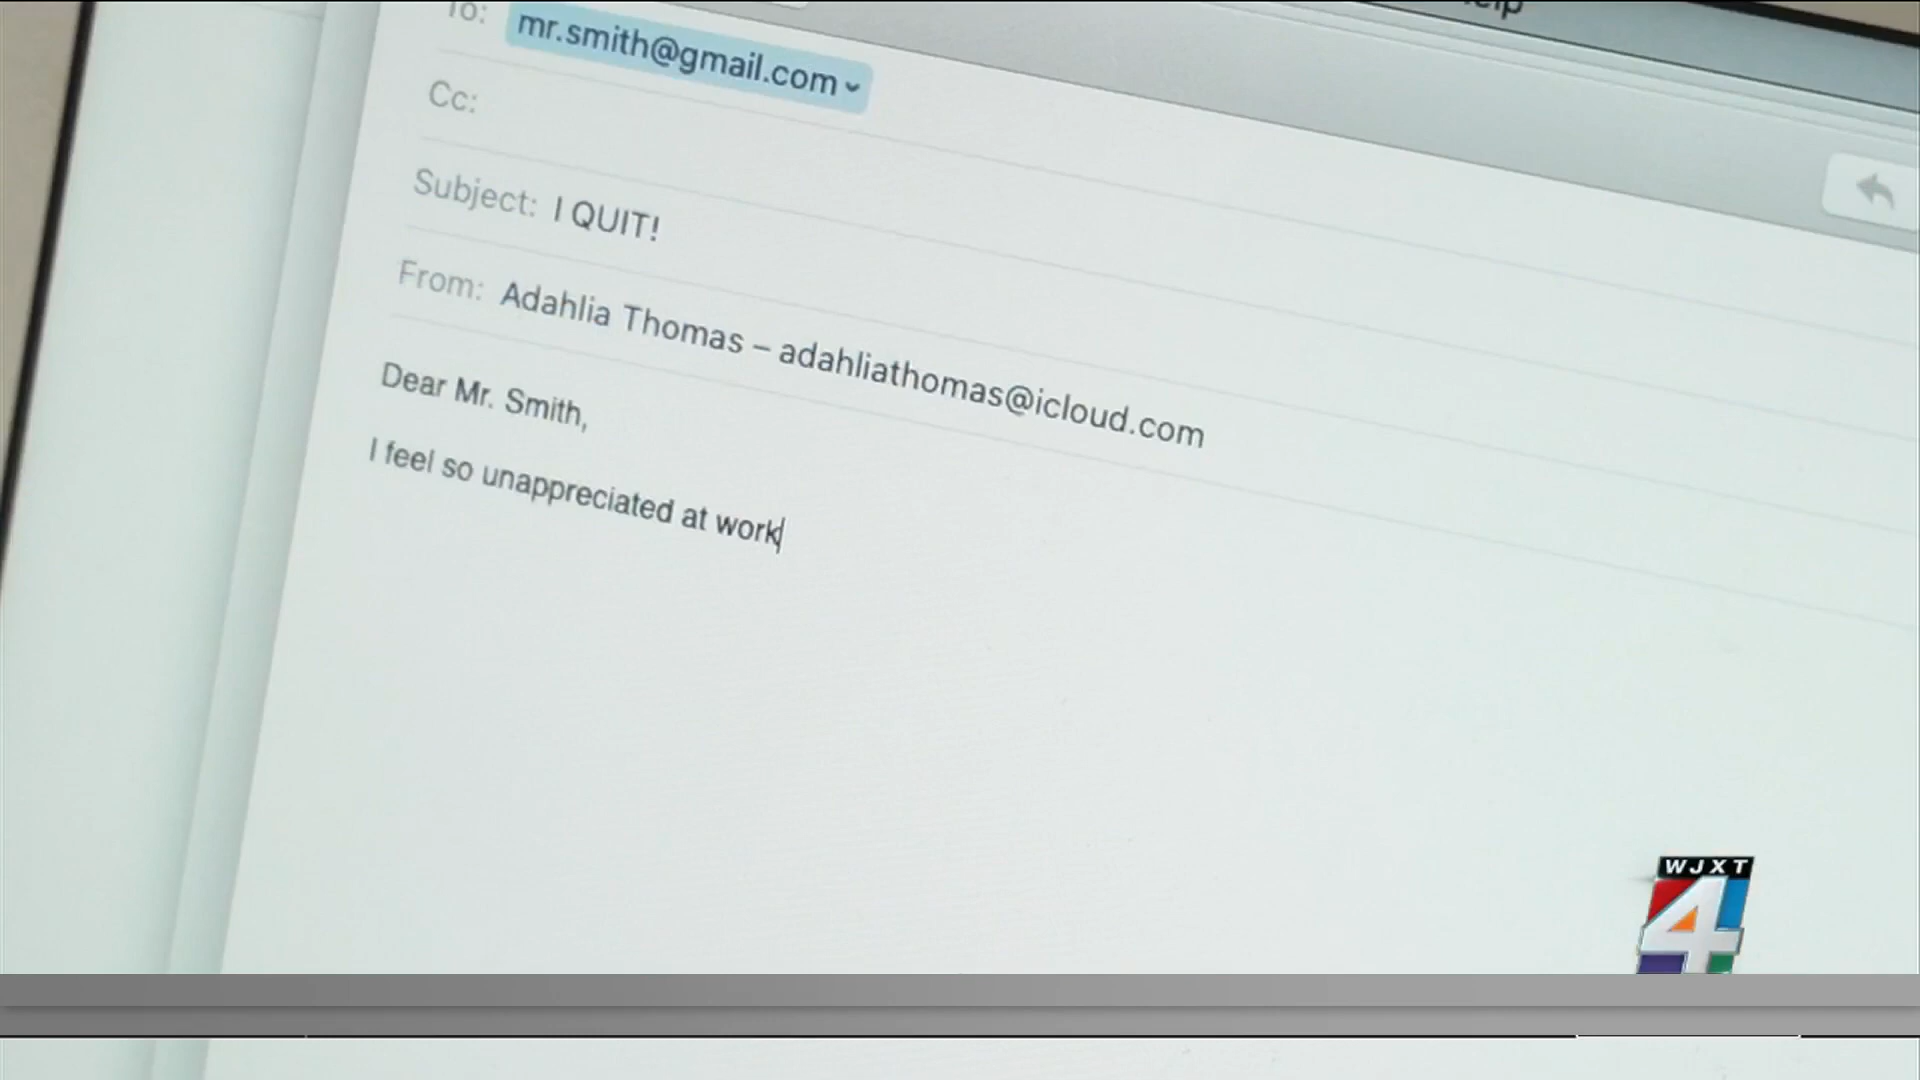 To: mr.smith@gmail.com
Cc:
Subject: I QUIT!
From: Adahlia Thomas – adahliathomas@icloud.com
Dear Mr. Smith,
I feel so unappreciated at work
WJXT
4